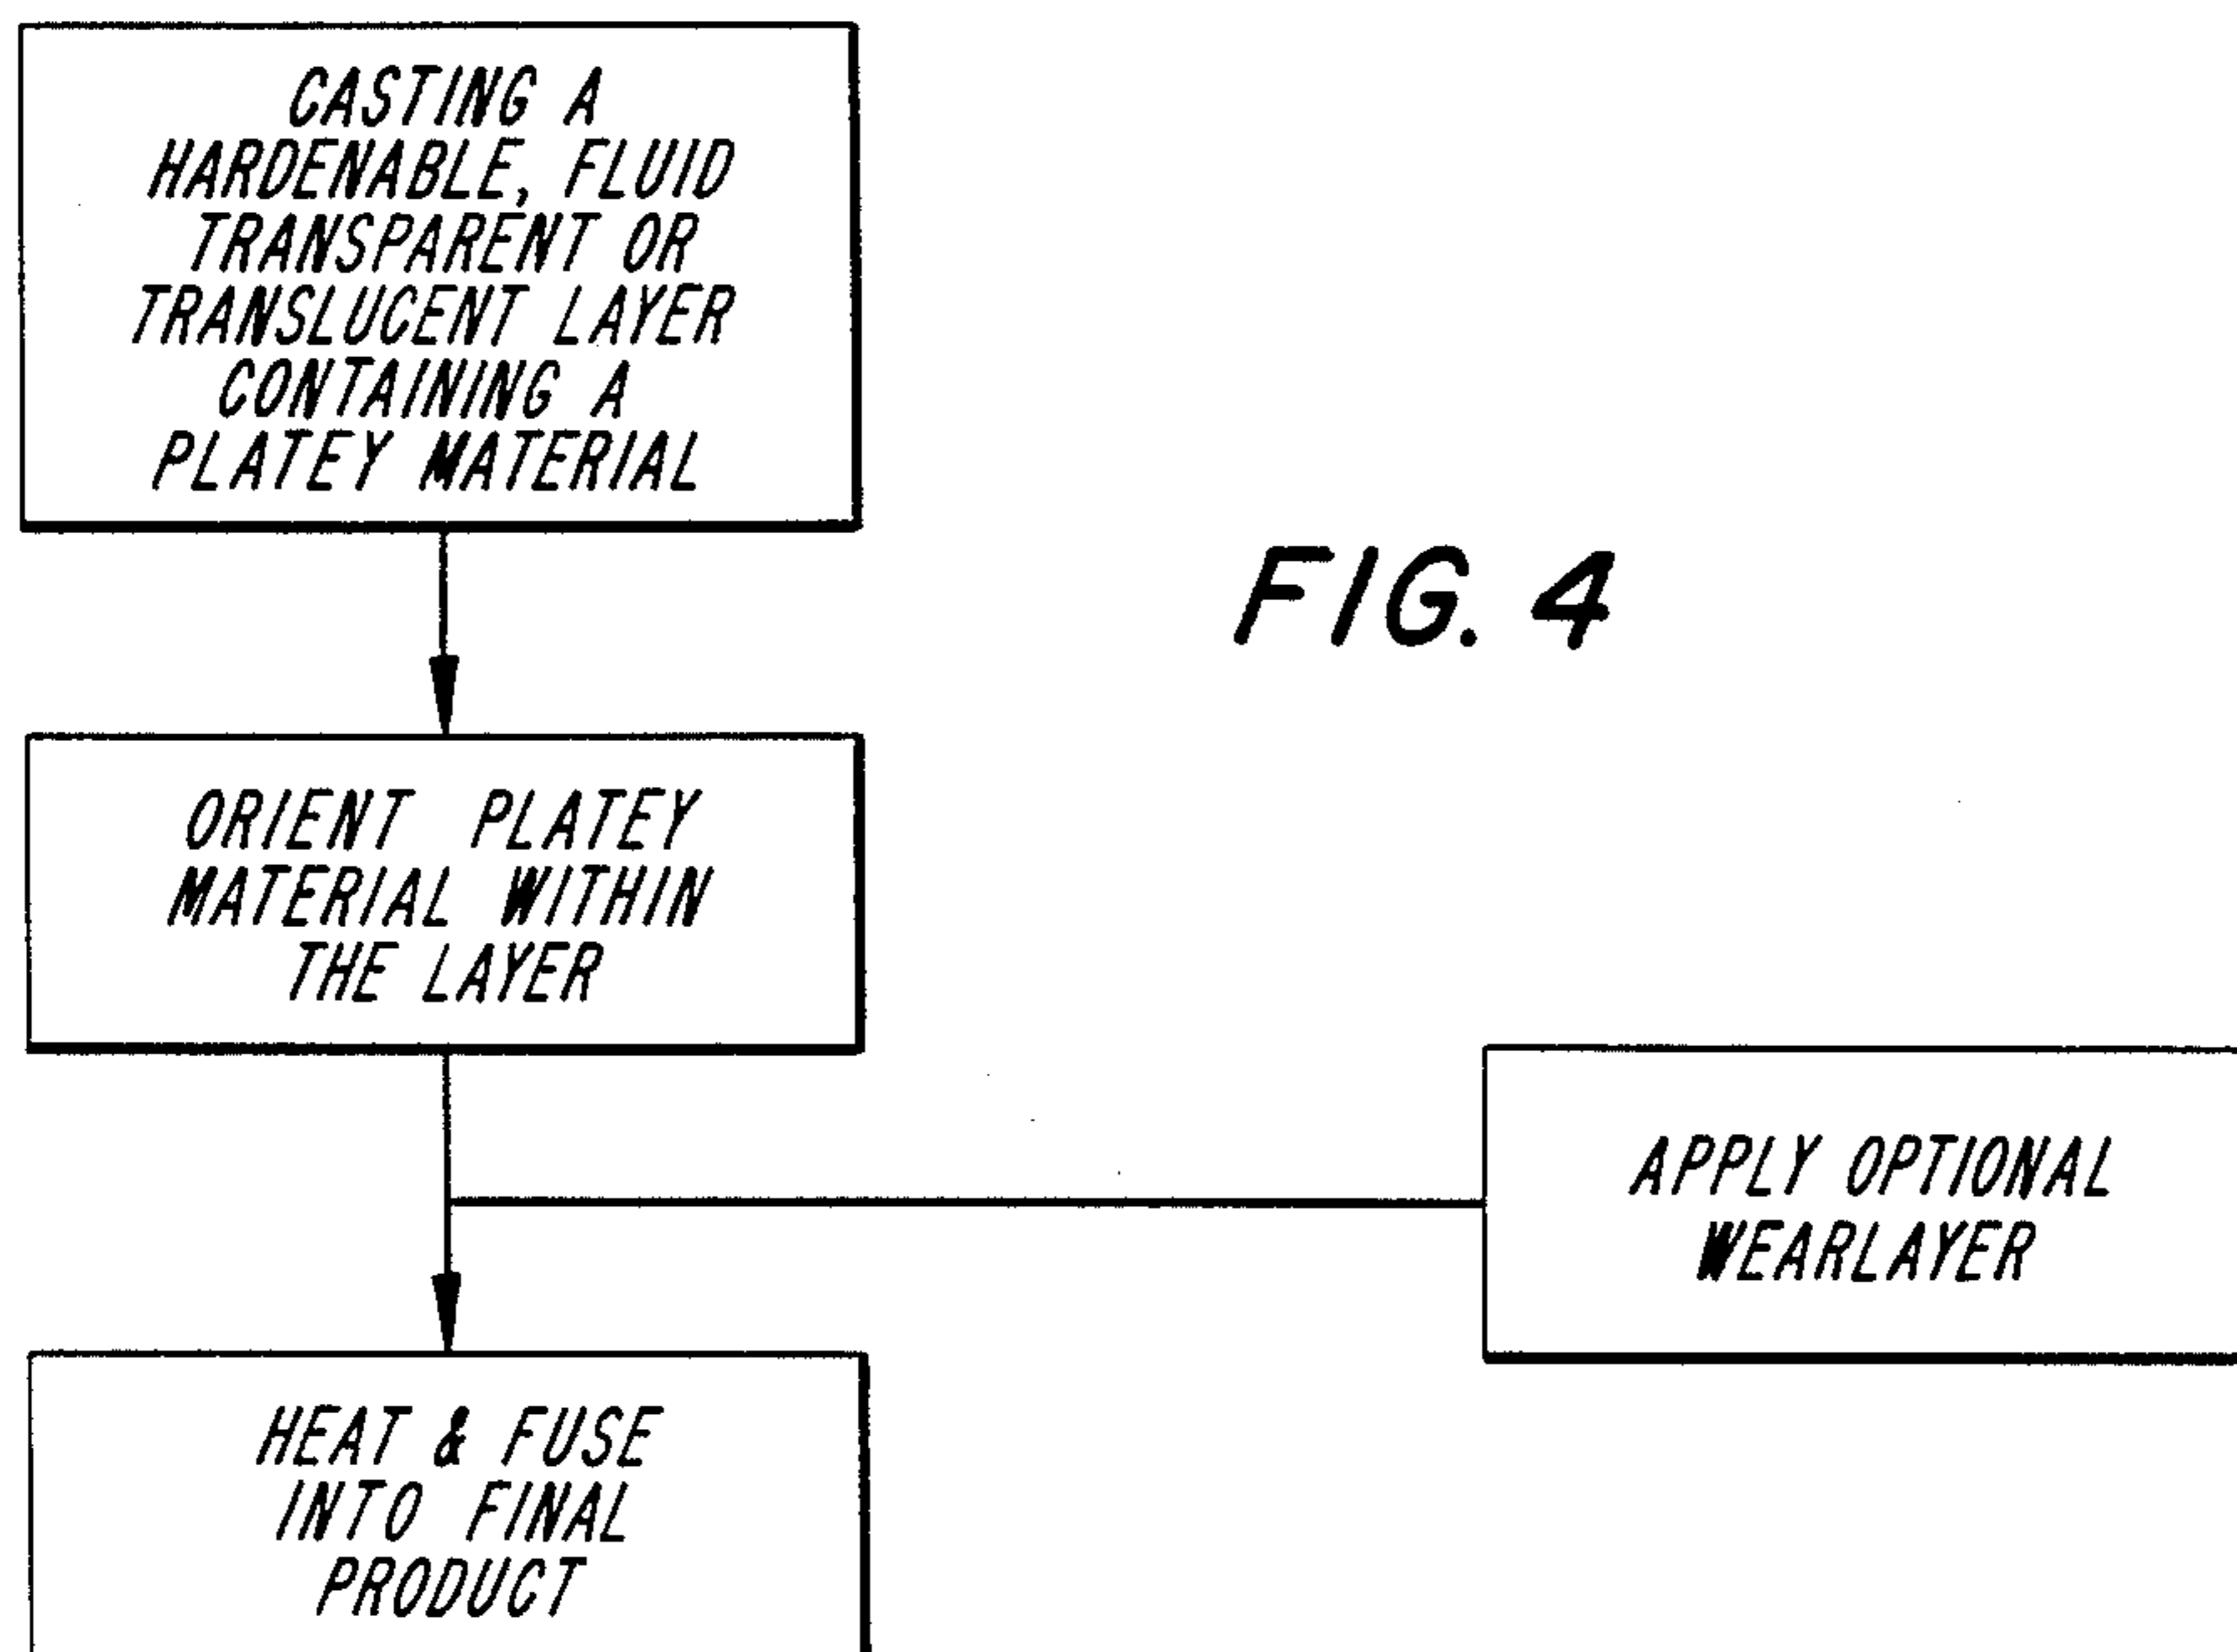 CASTING A
HARDENABLE, FLUID
TRANSPARENT OR
TRANSLUCENT LAYER
CONTAINING A
PLATEY MATERIAL
FIG. 4
ORIENT PLATEY
MATERIAL WITHIN
THE LAYER
APPLY OPTIONAL
WEARLAYER
HEAT & FUSE
INTO FINAL
PRODUCT